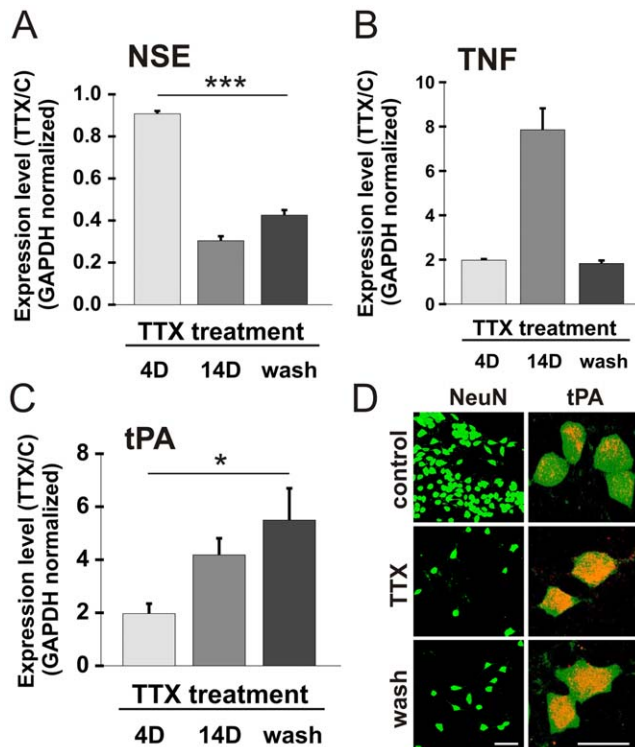 A
NSE
***
Expression level (TTX/C)
(GAPDH normalized)
1.0
0.8
0.6
0.4
0.2
0.0
TTX treatment
4D 14D wash
B
TNF
Expression level (TTX/C)
(GAPDH normalized)
10
8
6
4
2
0
TTX treatment
4D 14D wash
C
tPA
*
Expression level (TTX/C)
(GAPDH normalized)
8
6
4
2
0
TTX treatment
4D 14D wash
D
NeuN tPA
control
TTX
wash